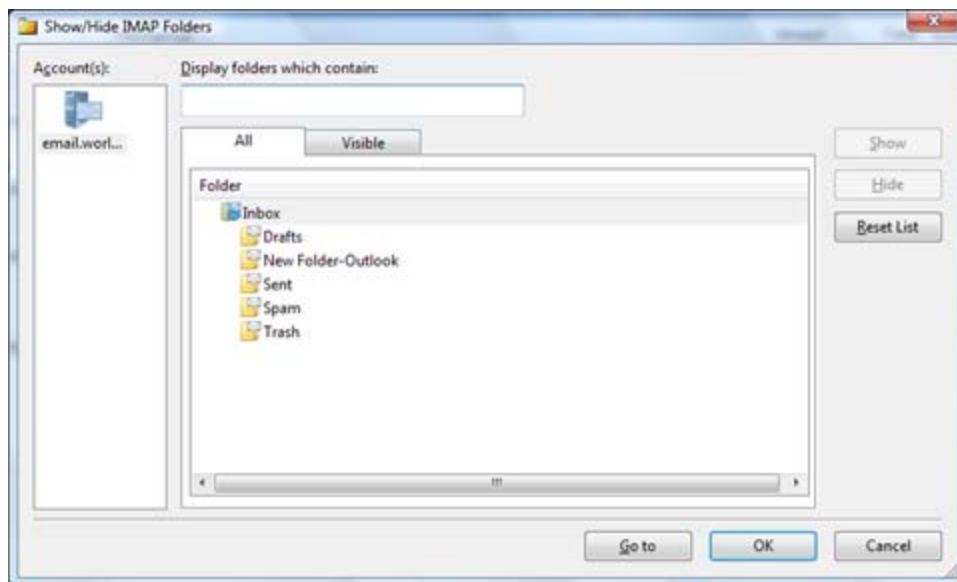 Show/Hide IMAP Folders
Account(s):
Display folders which contain:
email.worl...
All
Visible
Show
Hide
Reset List
Folder
Inbox
Drafts
New Folder-Outlook
Sent
Spam
Trash
Go to
OK
Cancel